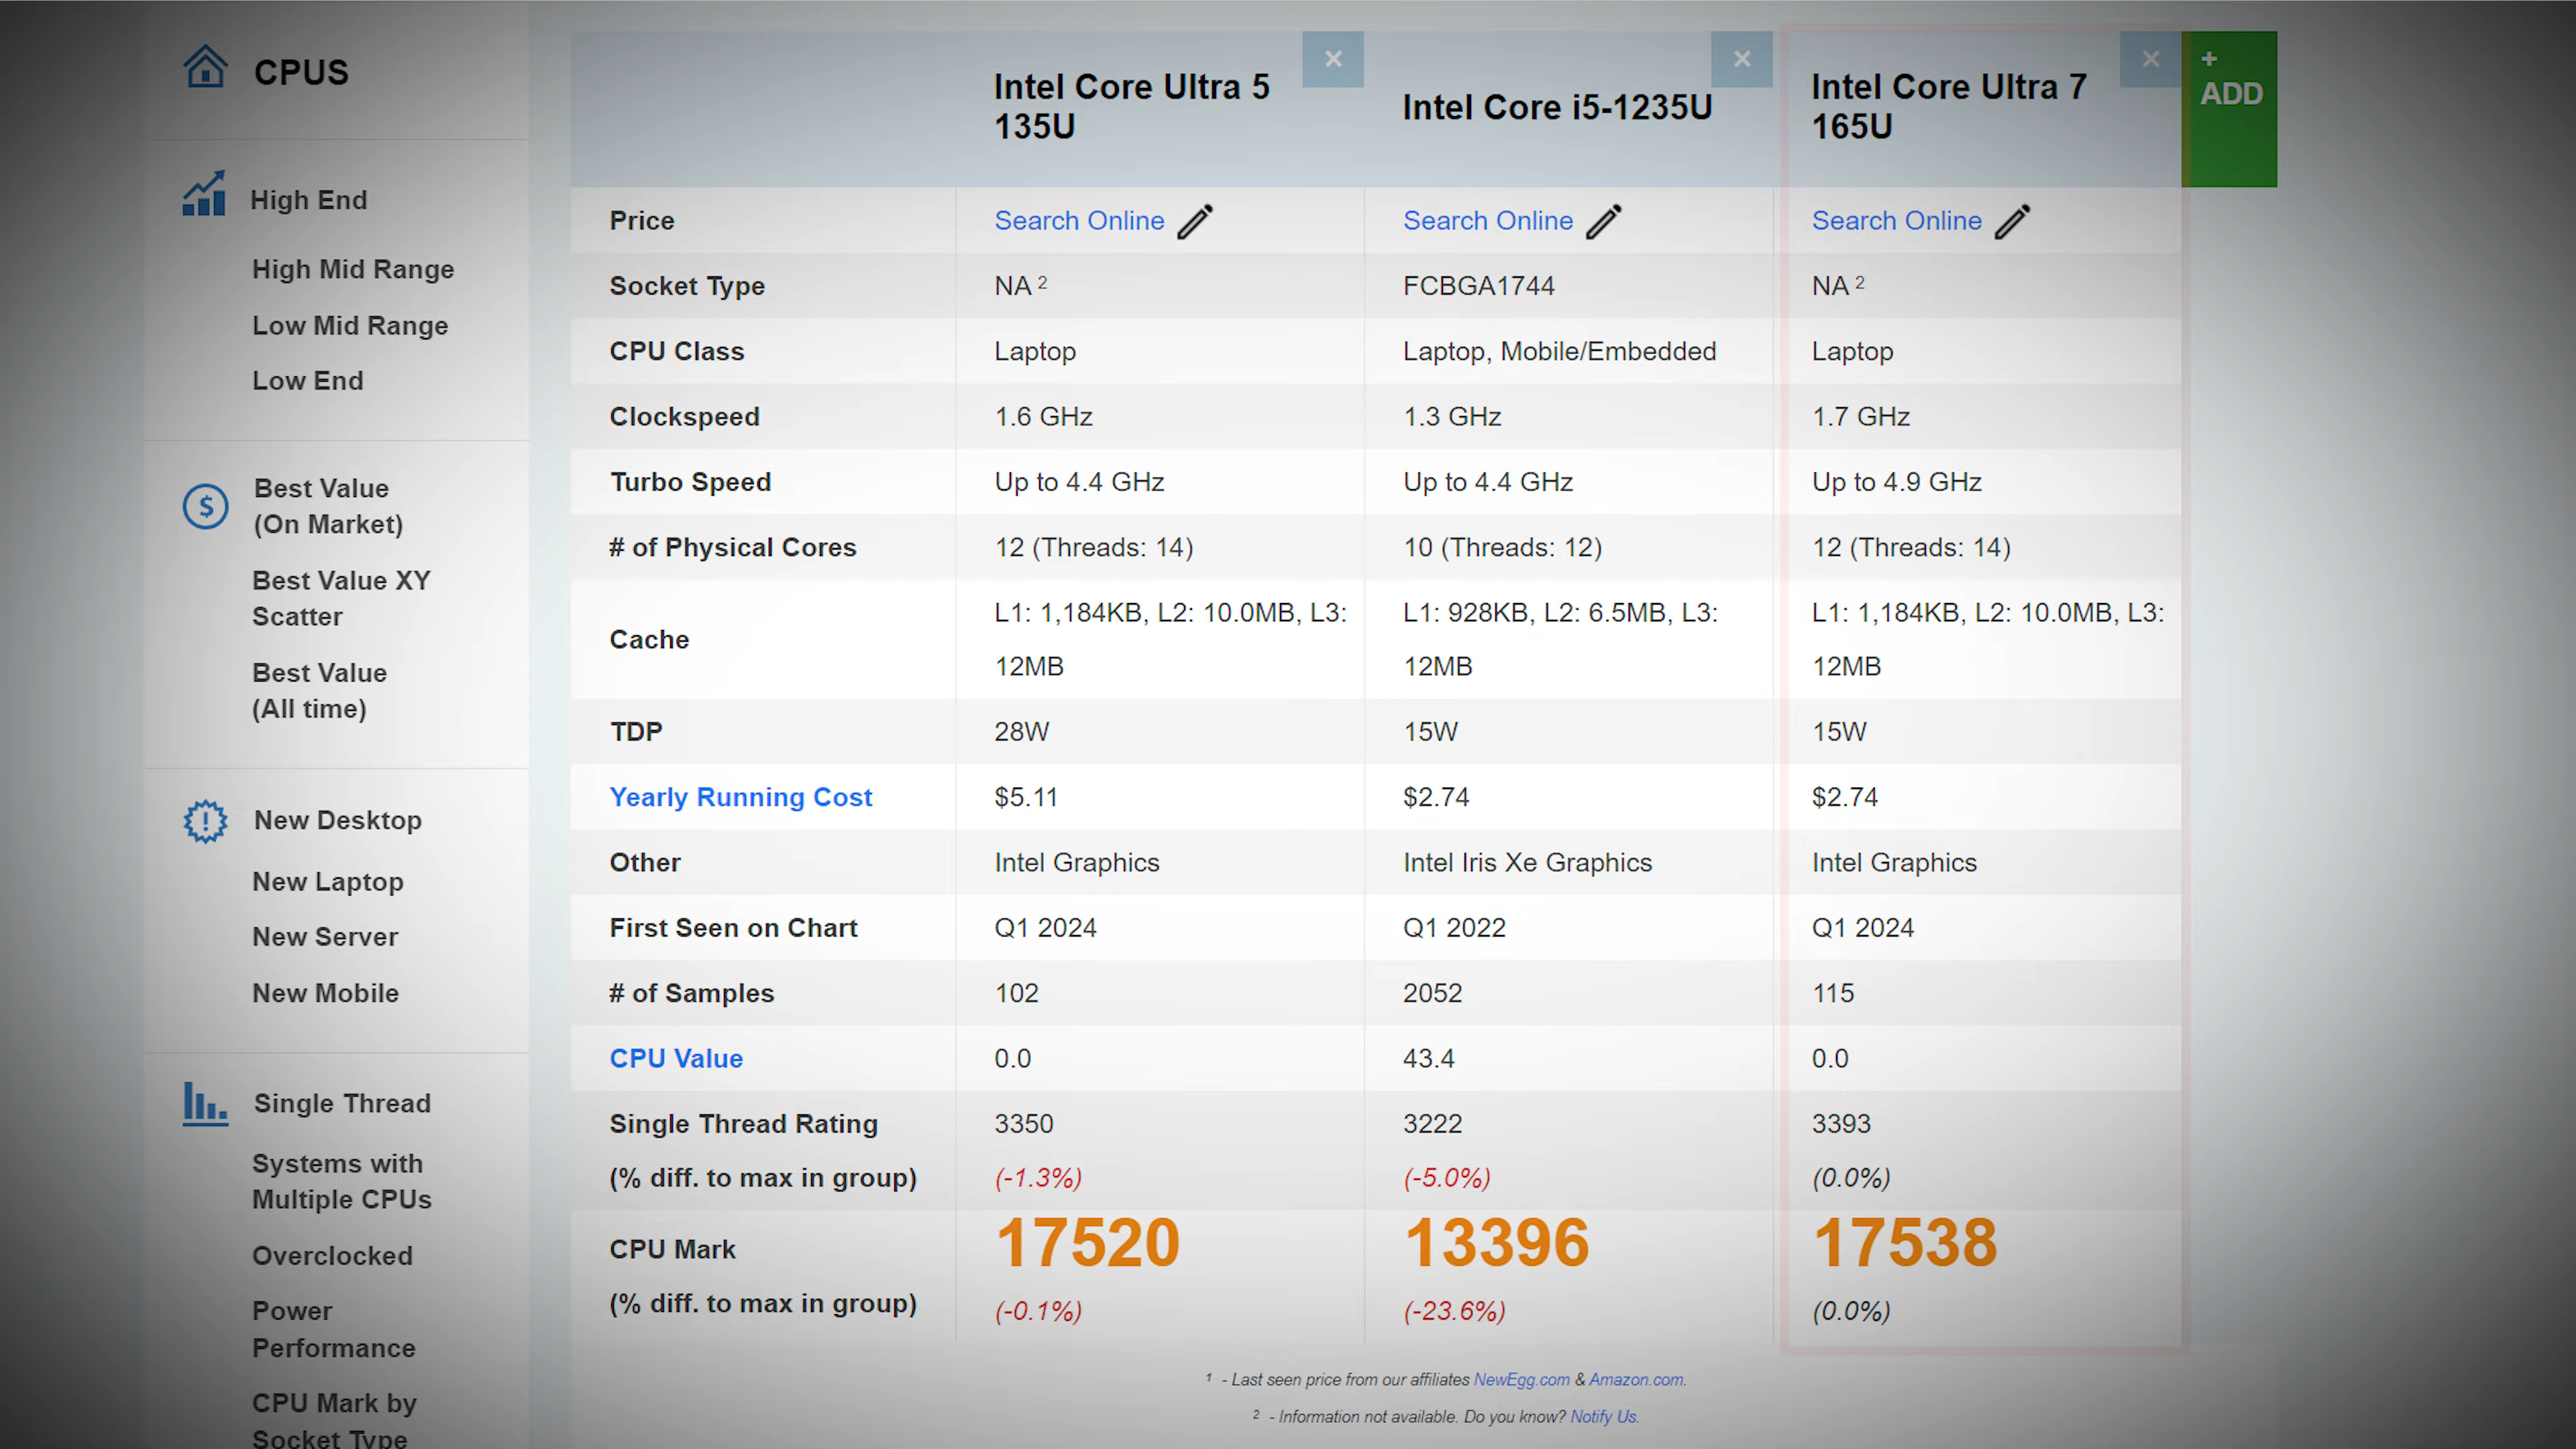 CPUS
High End
High Mid Range
Low Mid Range
Low End
Best Value
(On Market)
Best Value XY
Scatter
Best Value
(All time)
New Desktop
New Laptop
New Server
New Mobile
Single Thread
Systems with
Multiple CPUs
Overclocked
Power
Performance
CPU Mark by
Socket Type
Intel Core Ultra 5
135U
Intel Core i5-1235U
Intel Core Ultra 7
165U
+
ADD
Price Search Online Search Online Search Online
Socket Type NA 2 FCBGA1744 NA 2
CPU Class Laptop Laptop, Mobile/Embedded Laptop
Clockspeed 1.6 GHz 1.3 GHz 1.7 GHz
Turbo Speed Up to 4.4 GHz Up to 4.4 GHz Up to 4.9 GHz
# of Physical Cores 12 (Threads: 14) 10 (Threads: 12) 12 (Threads: 14)
Cache L1: 1,184KB, L2: 10.0MB, L3: L1: 928KB, L2: 6.5MB, L3: L1: 1,184KB, L2: 10.0MB, L3:
12MB 12MB 12MB
TDP 28W 15W 15W
Yearly Running Cost $5.11 $2.74 $2.74
Other Intel Graphics Intel Iris Xe Graphics Intel Graphics
First Seen on Chart Q1 2024 Q1 2022 Q1 2024
# of Samples 102 2052 115
CPU Value 0.0 43.4 0.0
Single Thread Rating 3350 3222 3393
(% diff. to max in group) (-1.3%) (-5.0%) (0.0%)
CPU Mark 17520 13396 17538
(% diff. to max in group) (-0.1%) (-23.6%) (0.0%)
1 - Last seen price from our affiliates NewEgg.com & Amazon.com.
2 - Information not available. Do you know? Notify Us.